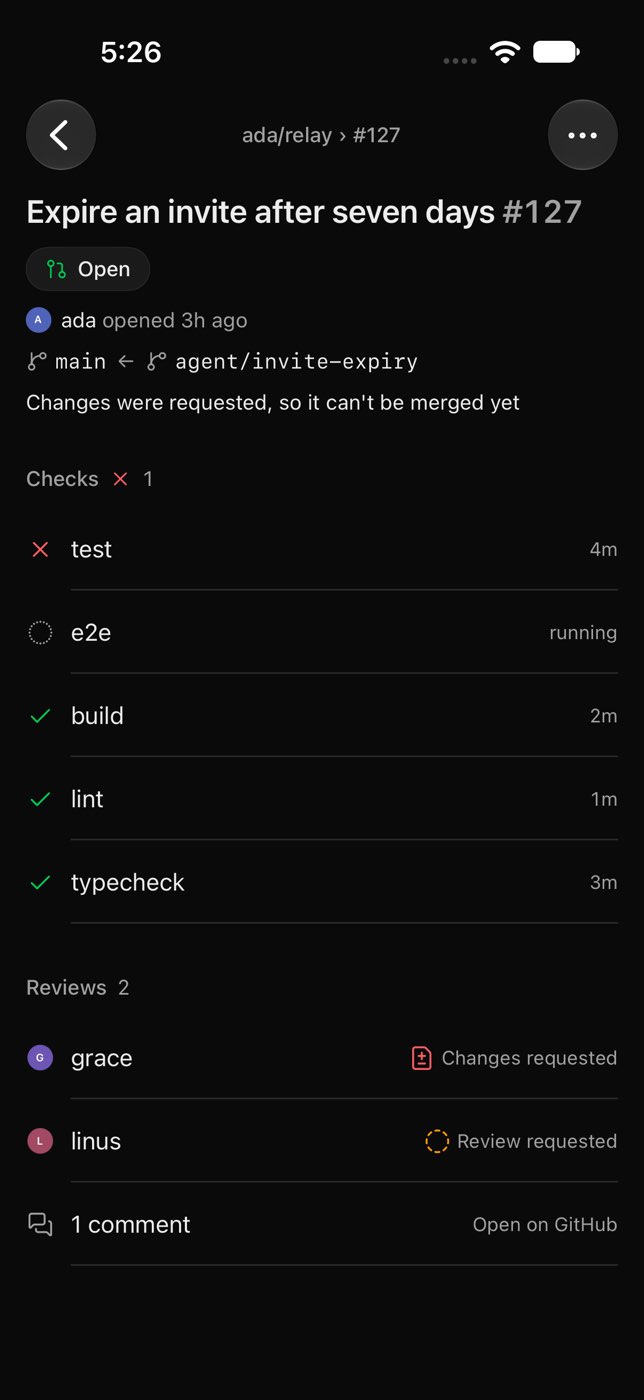 5:26
ada/relay › #127
Expire an invite after seven days #127
Open
A ada opened 3h ago
main ← agent/invite-expiry
Changes were requested, so it can't be merged yet
Checks 1
test 4m
e2e running
build 2m
lint 1m
typecheck 3m
Reviews 2
G grace Changes requested
L linus Review requested
1 comment Open on GitHub